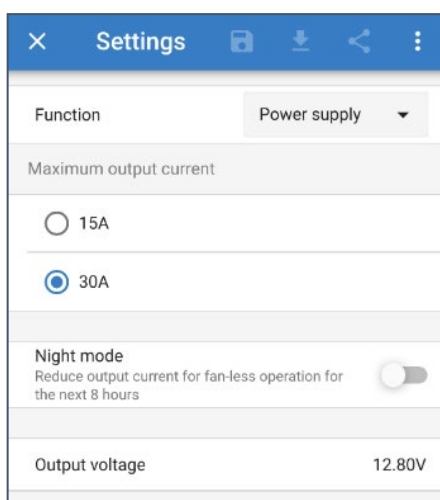 Settings
Function
Power supply
Maximum output current
15A
30A
Night mode
Reduce output current for fan-less operation for
the next 8 hours
Output voltage
12.80V